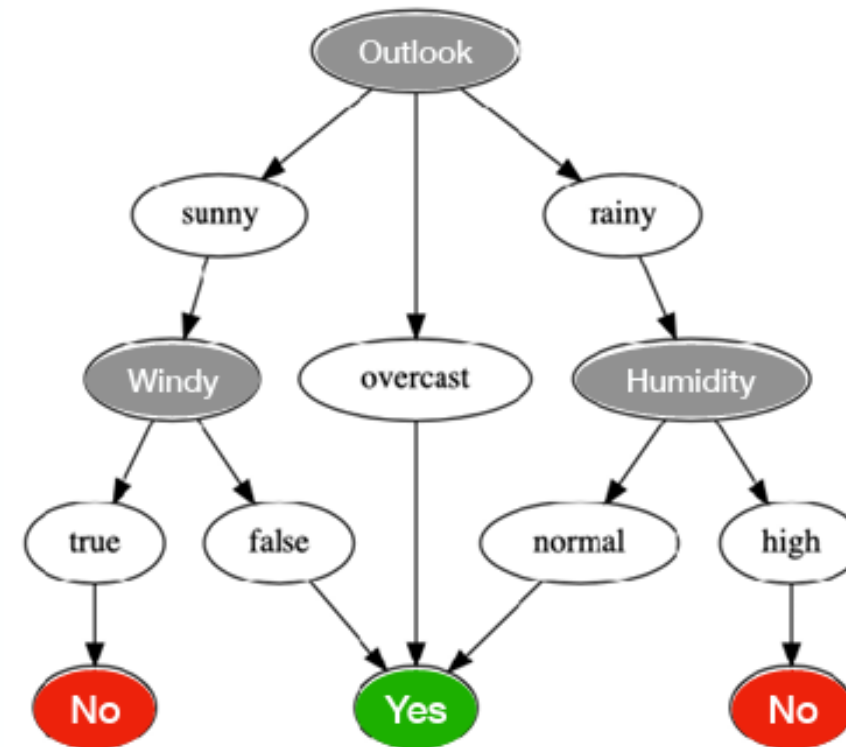 Outlook
sunny
rainy
Windy
overcast
Humidity
true
false
normal
high
No
Yes
No